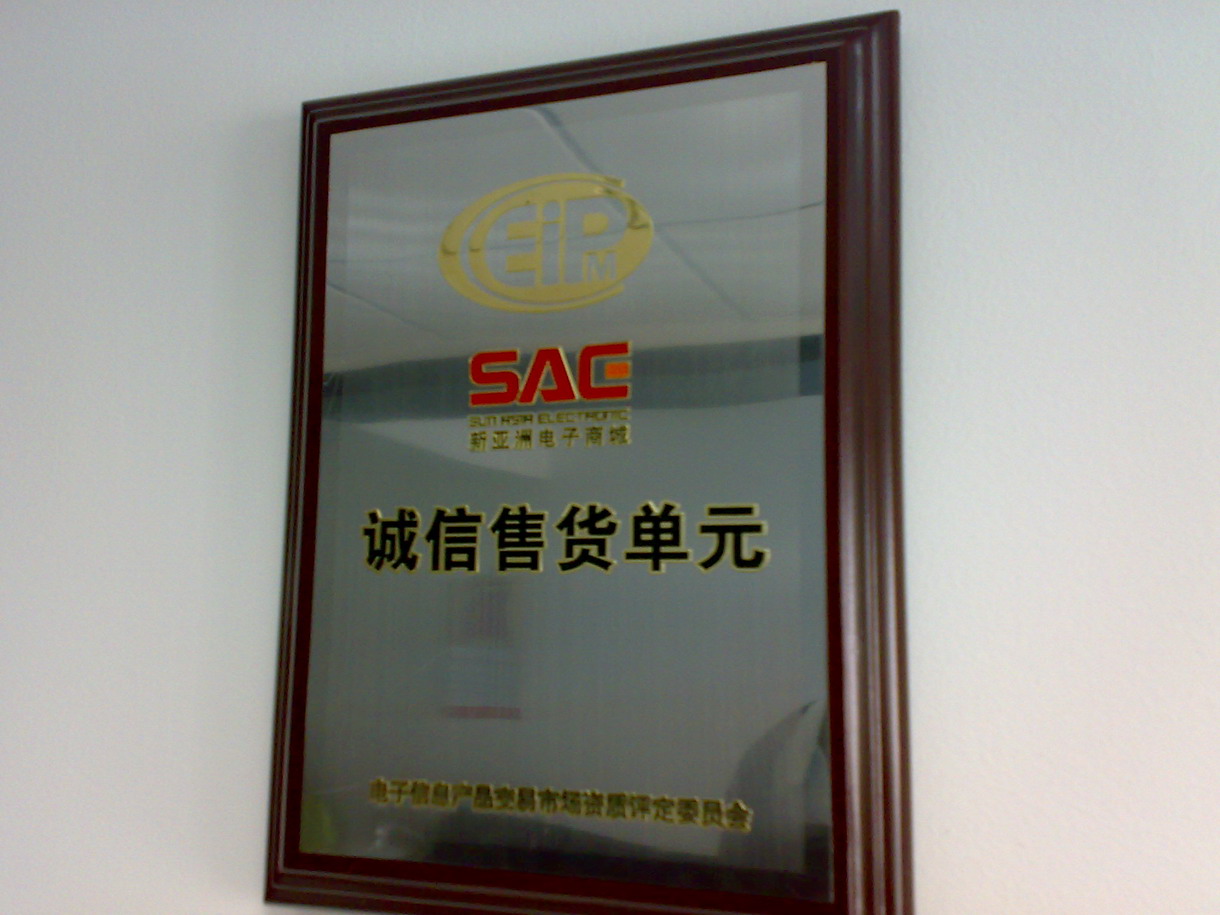 EiPM
SAE
SUN ASIA ELECTRONIC
新亚洲电子商城
诚信售货单元
电子信息产品交易市场资质评定委员会